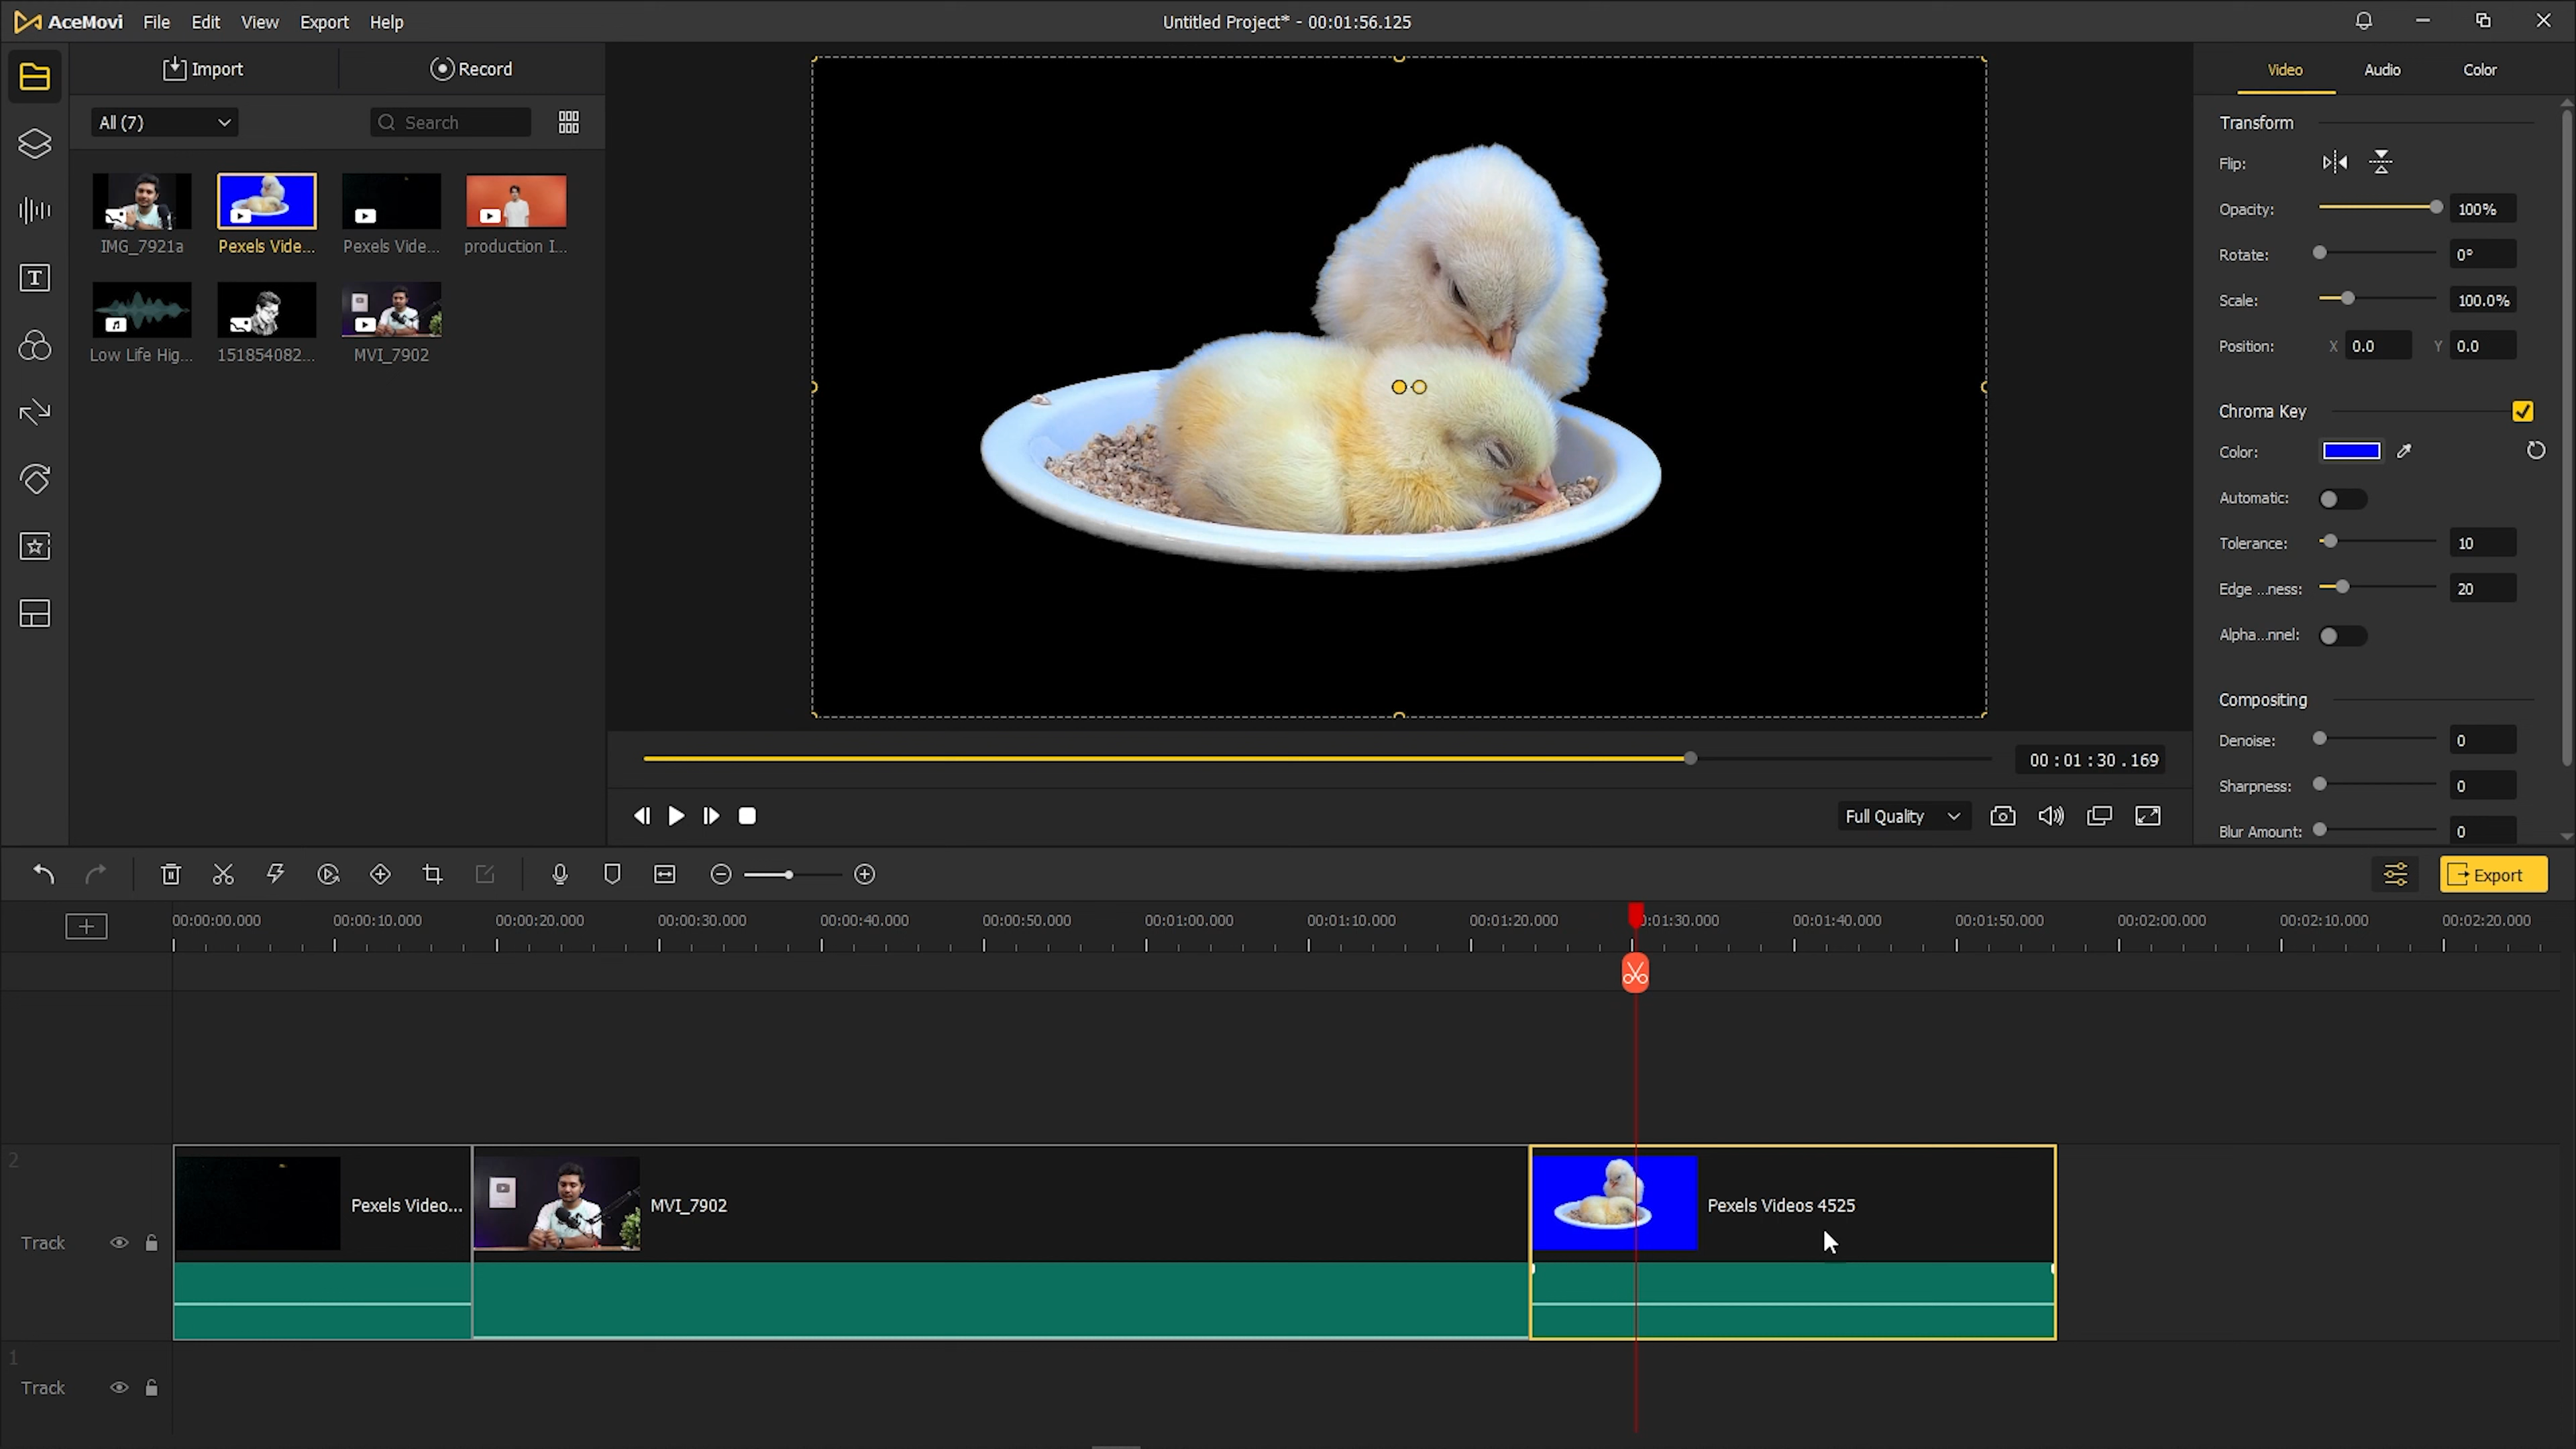 AceMovi File Edit View Export Help
Untitled Project* - 00:01:56.125
Import
Record
All (7)
Search
IMG_7921a
Pexels Vide...
Pexels Vide...
production I...
Low Life Hig...
151854082...
MVI_7902
00:01:30.169
Full Quality
Video Audio Color
Transform
Flip:
Opacity: 100%
Rotate: 0°
Scale: 100.0%
Position: X 0.0 Y 0.0
Chroma Key
Color:
Automatic:
Tolerance: 10
Edge ...ness: 20
Alpha...nnel:
Compositing
Denoise: 0
Sharpness: 0
Blur Amount: 0
Export
00:00:00.000 00:00:10.000 00:00:20.000 00:00:30.000 00:00:40.000 00:00:50.000 00:01:00.000 00:01:10.000 00:01:20.000 0:01:30.000 00:01:40.000 00:01:50.000 00:02:00.000 00:02:10.000 00:02:20.000
2
Track
Pexels Video...
MVI_7902
Pexels Videos 4525
1
Track